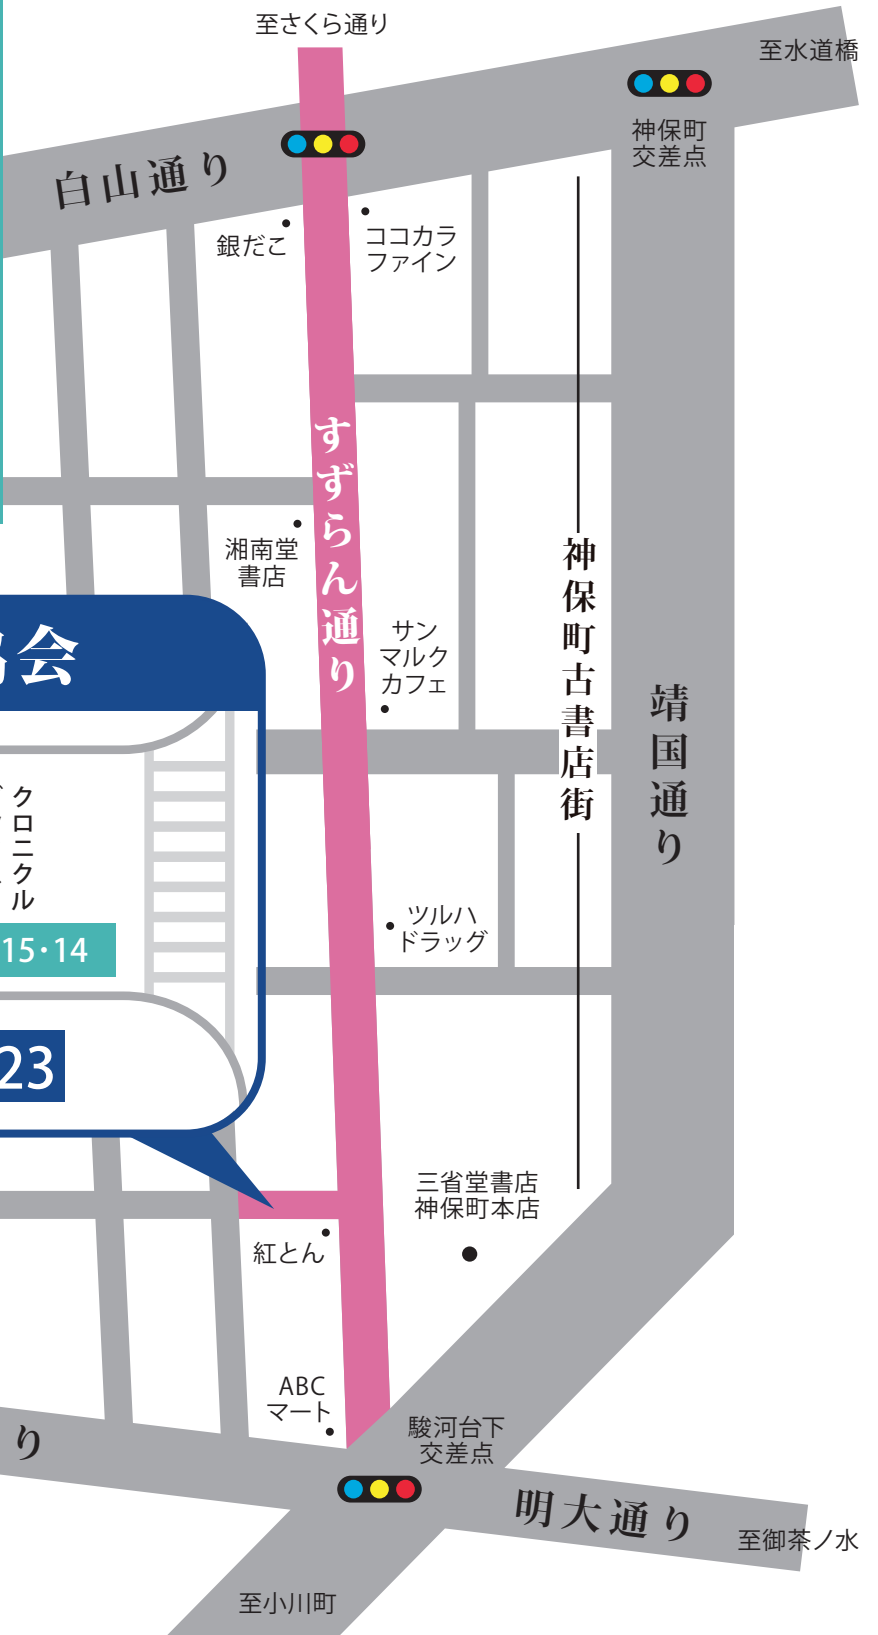 至さくら通り
至水道橋
神保町
交差点
白山通り
銀だこ
ココカラ
ファイン
すずらん通り
湘南堂
書店
神保町古書店街
サン
マルク
カフェ
会
靖国通り
クロニクル
15・14
ツルハ
ドラッグ
23
三省堂書店
神保町本店
紅とん
ABC
マート
り
駿河台下
交差点
明大通り
至御茶ノ水
至小川町